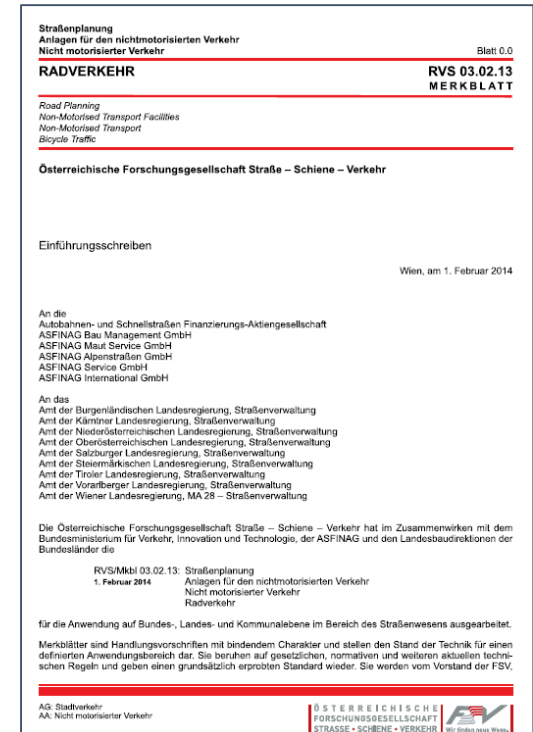 Straßenplanung
Anlagen für den nichtmotorisierten Verkehr
Nicht motorisierter Verkehr Blatt 0.0
RADVERKEHR RVS 03.02.13
MERKBLATT
Road Planning
Non-Motorised Transport Facilities
Non-Motorised Transport
Bicycle Traffic
Österreichische Forschungsgesellschaft Straße – Schiene – Verkehr
Einführungsschreiben
Wien, am 1. Februar 2014
An die
Autobahnen- und Schnellstraßen Finanzierungs-Aktiengesellschaft
ASFINAG Bau Management GmbH
ASFINAG Maut Service GmbH
ASFINAG Alpenstraßen GmbH
ASFINAG Service GmbH
ASFINAG International GmbH
An das
Amt der Burgenländischen Landesregierung, Straßenverwaltung
Amt der Kärntner Landesregierung, Straßenverwaltung
Amt der Niederösterreichischen Landesregierung, Straßenverwaltung
Amt der Oberösterreichischen Landesregierung, Straßenverwaltung
Amt der Salzburger Landesregierung, Straßenverwaltung
Amt der Steiermärkischen Landesregierung, Straßenverwaltung
Amt der Tiroler Landesregierung, Straßenverwaltung
Amt der Vorarlberger Landesregierung, Straßenverwaltung
Amt der Wiener Landesregierung, MA 28 – Straßenverwaltung
Die Österreichische Forschungsgesellschaft Straße – Schiene – Verkehr hat im Zusammenwirken mit dem
Bundesministerium für Verkehr, Innovation und Technologie, der ASFINAG und den Landesbaudirektionen der
Bundesländer die
RVS/Mkbl 03.02.13: Straßenplanung
1. Februar 2014 Anlagen für den nichtmotorisierten Verkehr
Nicht motorisierter Verkehr
Radverkehr
für die Anwendung auf Bundes-, Landes- und Kommunalebene im Bereich des Straßenwesens ausgearbeitet.
Merkblätter sind Handlungsvorschriften mit bindendem Charakter und stellen den Stand der Technik für einen
definierten Anwendungsbereich dar. Sie beruhen auf gesetzlichen, normativen und weiteren aktuellen techni-
schen Regeln und geben einen grundsätzlich erprobten Standard wieder. Sie werden vom Vorstand der FSV,
AG: Stadtverkehr
AA: Nicht motorisierter Verkehr
ÖSTERREICHISCHE
FORSCHUNGSGESELLSCHAFT
STRASSE • SCHIENE • VERKEHR
FSV
Wir finden neue Wege.